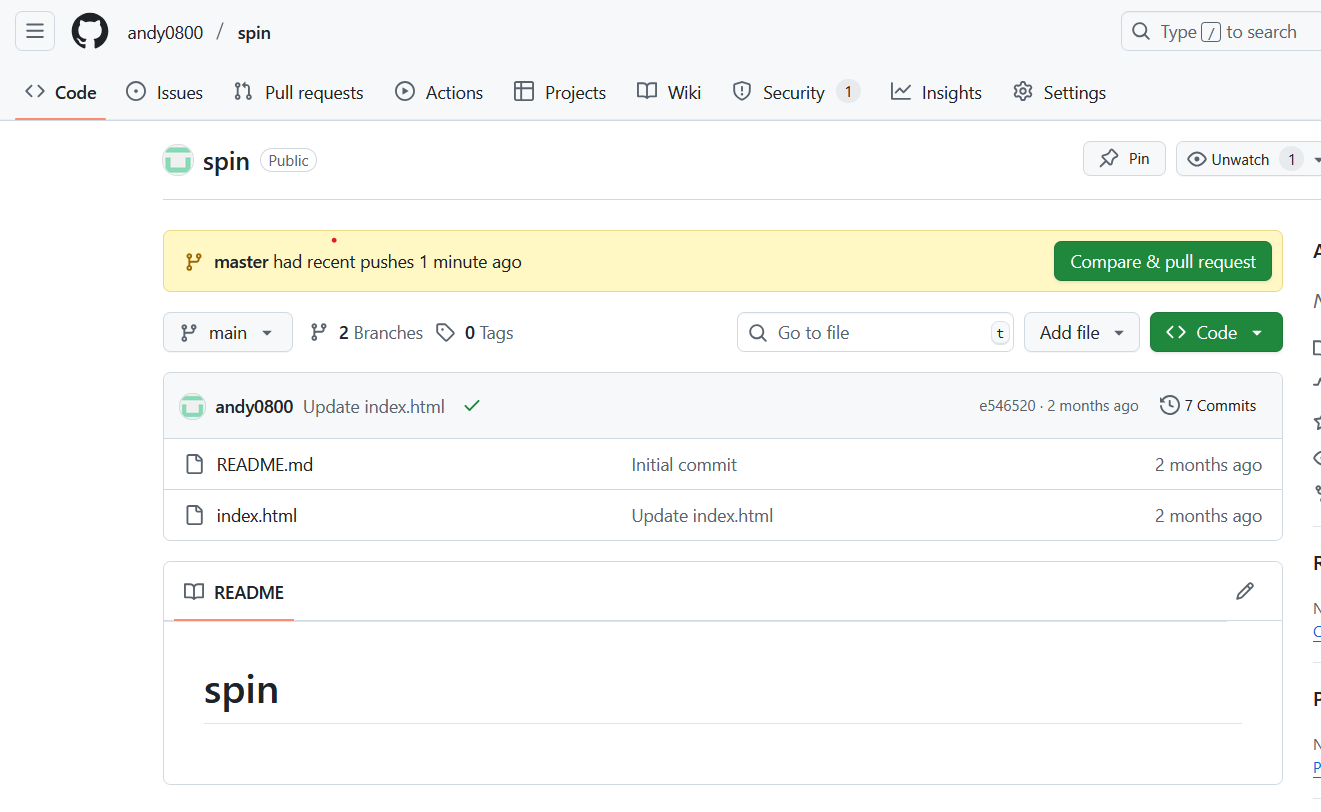 andy0800 / spin
Type / to search
Code Issues Pull requests Actions Projects Wiki Security 1 Insights Settings
spin Public
Pin Unwatch 1
master had recent pushes 1 minute ago
Compare & pull request
main 2 Branches 0 Tags
Go to file t Add file Code
andy0800 Update index.html
e546520 · 2 months ago 7 Commits
README.md Initial commit 2 months ago
index.html Update index.html 2 months ago
README
spin